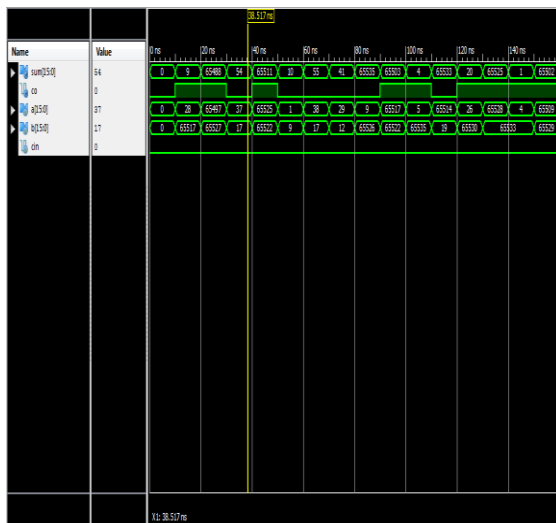 38.517 ns
Name Value 0 ns 20 ns 40 ns 60 ns 80 ns 100 ns 120 ns 140 ns
sum[15:0] 54 0 9 65488 54 65511 10 55 41 65535 65503 4 65533 20 65525 1 65502
co 0
a[15:0] 37 0 28 65497 37 65525 1 38 29 9 65517 5 65514 26 65528 4 65509
b[15:0] 17 0 65517 65527 17 65522 9 17 12 65526 65522 65535 19 65530 65533 65529
cin 0
X1: 38.517 ns